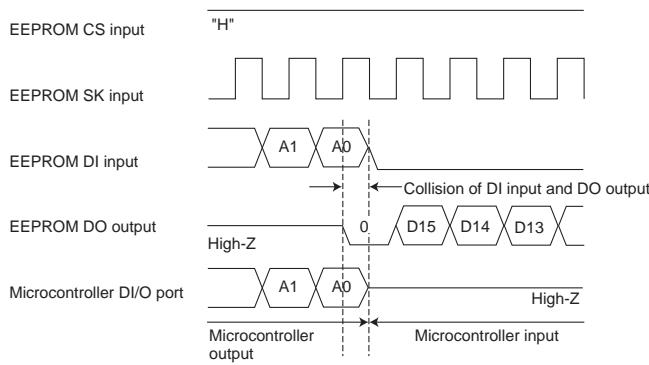 EEPROM CS input
"H"
EEPROM SK input
EEPROM DI input
A1
A0
Collision of DI input and DO output
EEPROM DO output
High-Z
0
D15
D14
D13
Microcontroller DI/O port
A1
A0
High-Z
Microcontroller
output
Microcontroller input